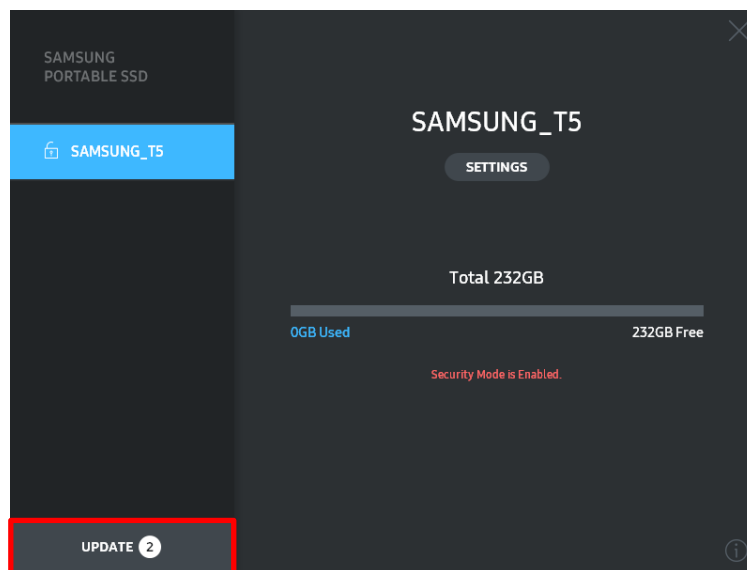 SAMSUNG
PORTABLE SSD
SAMSUNG_T5
SAMSUNG_T5
SETTINGS
Total 232GB
0GB Used 232GB Free
Security Mode is Enabled.
UPDATE 2